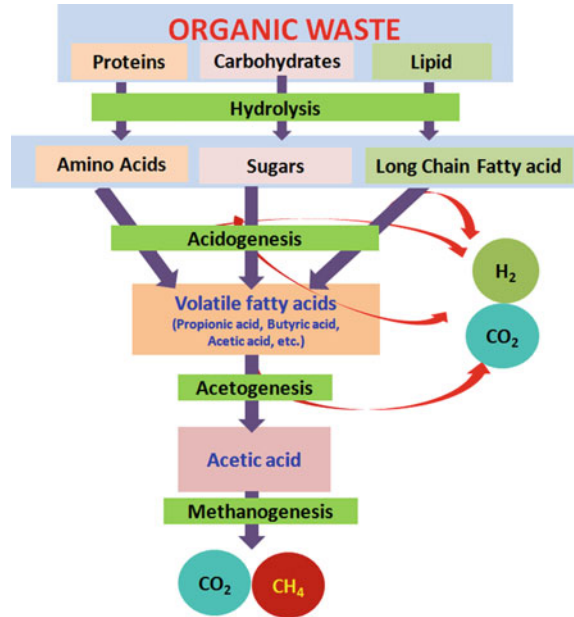 ORGANIC WASTE
Proteins
Carbohydrates
Lipid
Hydrolysis
Amino Acids
Sugars
Long Chain Fatty acid
Acidogenesis
H₂
Volatile fatty acids
(Propionic acid, Butyric acid,
Acetic acid, etc.)
CO₂
Acetogenesis
Acetic acid
Methanogenesis
CO₂
CH₄